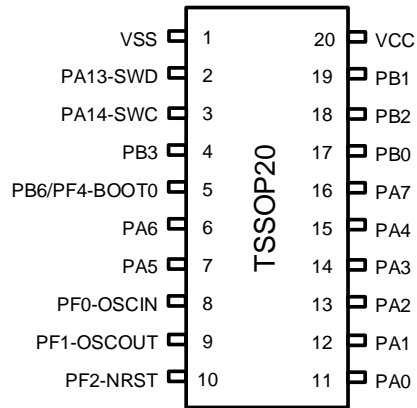 VSS 1 20 VCC
PA13-SWD 2 19 PB1
PA14-SWC 3 18 PB2
PB3 4 17 PB0
PB6/PF4-BOOT0 5 16 PA7
PA6 6 15 PA4
PA5 7 14 PA3
PF0-OSCIN 8 13 PA2
PF1-OSCOUT 9 12 PA1
PF2-NRST 10 11 PA0
TSSOP20